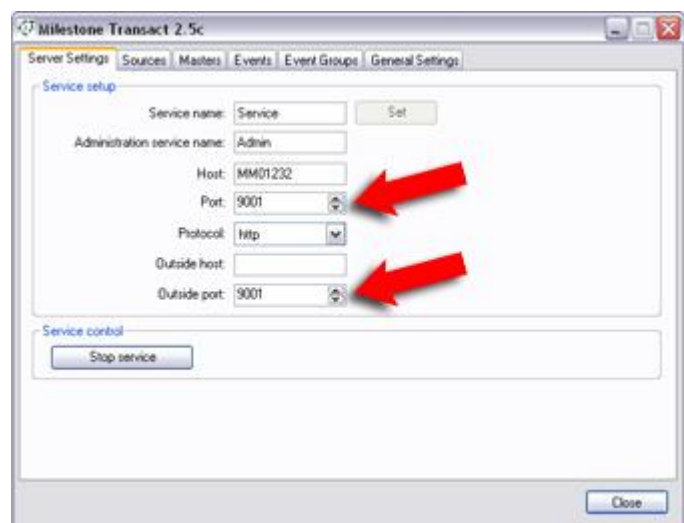 Milestone Transact 2.5c
Server Settings Sources Masters Events Event Groups General Settings
Service setup
Service name: Service Set
Administration service name: Admin
Host: MM01232
Port: 9001
Protocol: http
Outside host:
Outside port: 9001
Service control
Stop service
Close